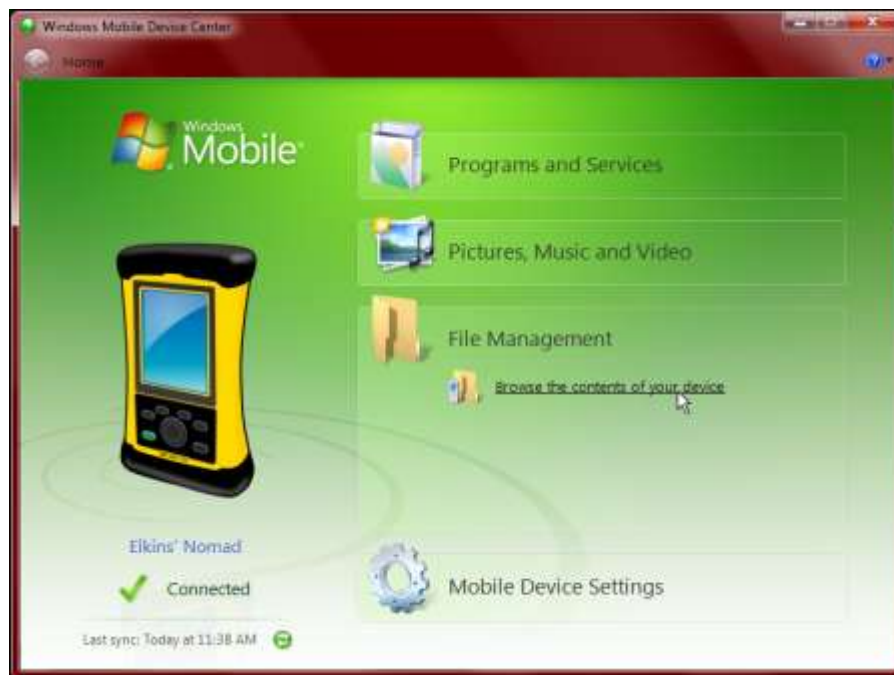 Windows Mobile Device Center
Home
Windows
Mobile
Programs and Services
Pictures, Music and Video
File Management
Browse the contents of your device
Elkins' Nomad
Connected
Mobile Device Settings
Last sync: Today at 11:38 AM